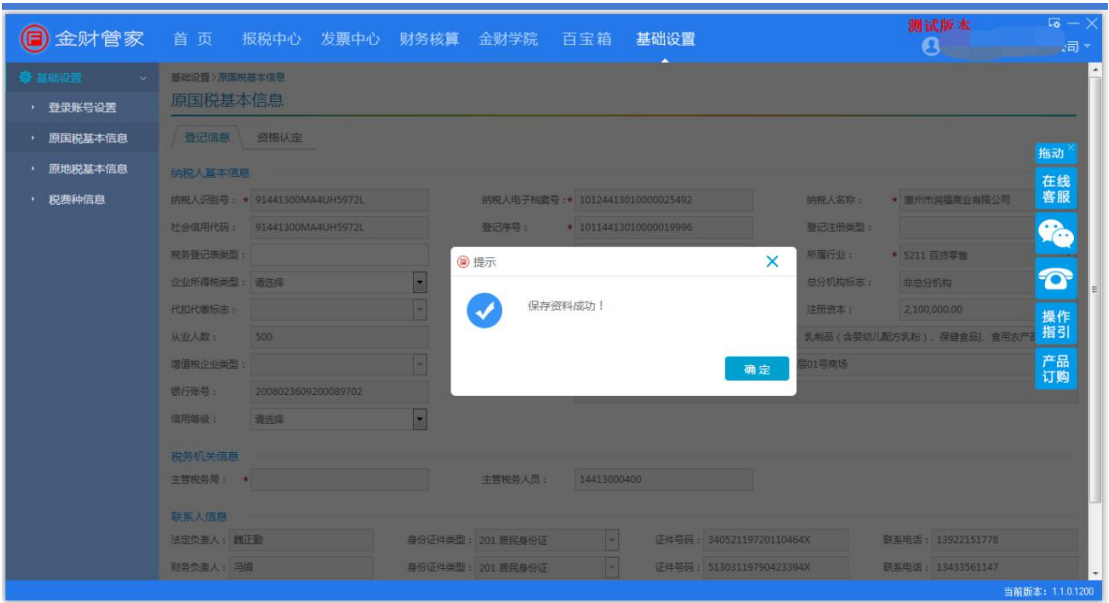 测试版本
金财管家 首 页 报税中心 发票中心 财务核算 金财学院 百宝箱 基础设置
司
基础设置
登录账号设置
原国税基本信息
原地税基本信息
税费种信息
基础设置>原国税基本信息
原国税基本信息
登记信息 资格认定
纳税人基本信息
纳税人识别号： * 91441300MA4UH5972L 纳税人电子档案号：* 10124413010000025492 纳税人名称： * 惠州市润福商业有限公司
社会信用代码： 91441300MA4UH5972L 登记序号： * 10114413010000019996 登记注册类型：
税务登记表类型： 所属行业： * 5211 百货零售
企业所得税类型： 请选择 总分机构标志： 非总分机构
代扣代缴标志： 注册资本： 2,100,000.00
从业人数： 500 乳制品（含婴幼儿配方乳粉）、保健食品]、食用农产品
增值税企业类型： 层01号商场
银行账号： 2008023609200089702
信用等级： 请选择
税务机关信息
主管税务局： * 主管税务人员： 14413000400
联系人信息
法定负责人： 魏正勤 身份证件类型： 201 居民身份证 证件号码： 34052119720110464X 联系电话： 13922151778
财务负责人： 冯娟 身份证件类型： 201 居民身份证 证件号码： 51303119790423394X 联系电话： 13433561147
提示
保存资料成功！
确 定
拖动
在线
客服
操作
指引
产品
订购
当前版本：1.1.0.1200